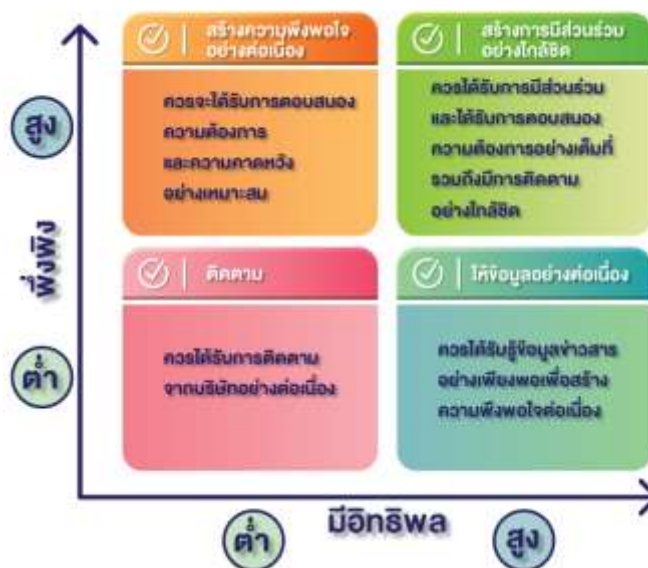 สร้างความพึงพอใจ
อย่างต่อเนื่อง
ควรจะได้รับการตอบสนอง
ความต้องการ
และความคาดหวัง
อย่างเหมาะสม
สร้างการมีส่วนร่วม
อย่างใกล้ชิด
ควรได้รับการมีส่วนร่วม
และได้รับการตอบสนอง
ความต้องการอย่างเต็มที่
รวมถึงมีการติดตาม
อย่างใกล้ชิด
สูง
พึ่งพิง
ต่ำ
ติดตาม
ควรได้รับการติดตาม
จากบริษัทอย่างต่อเนื่อง
ให้ข้อมูลอย่างต่อเนื่อง
ควรได้รับรู้ข้อมูลข่าวสาร
อย่างเพียงพอเพื่อสร้าง
ความพึงพอใจต่อเนื่อง
ต่ำ
มีอิทธิพล
สูง